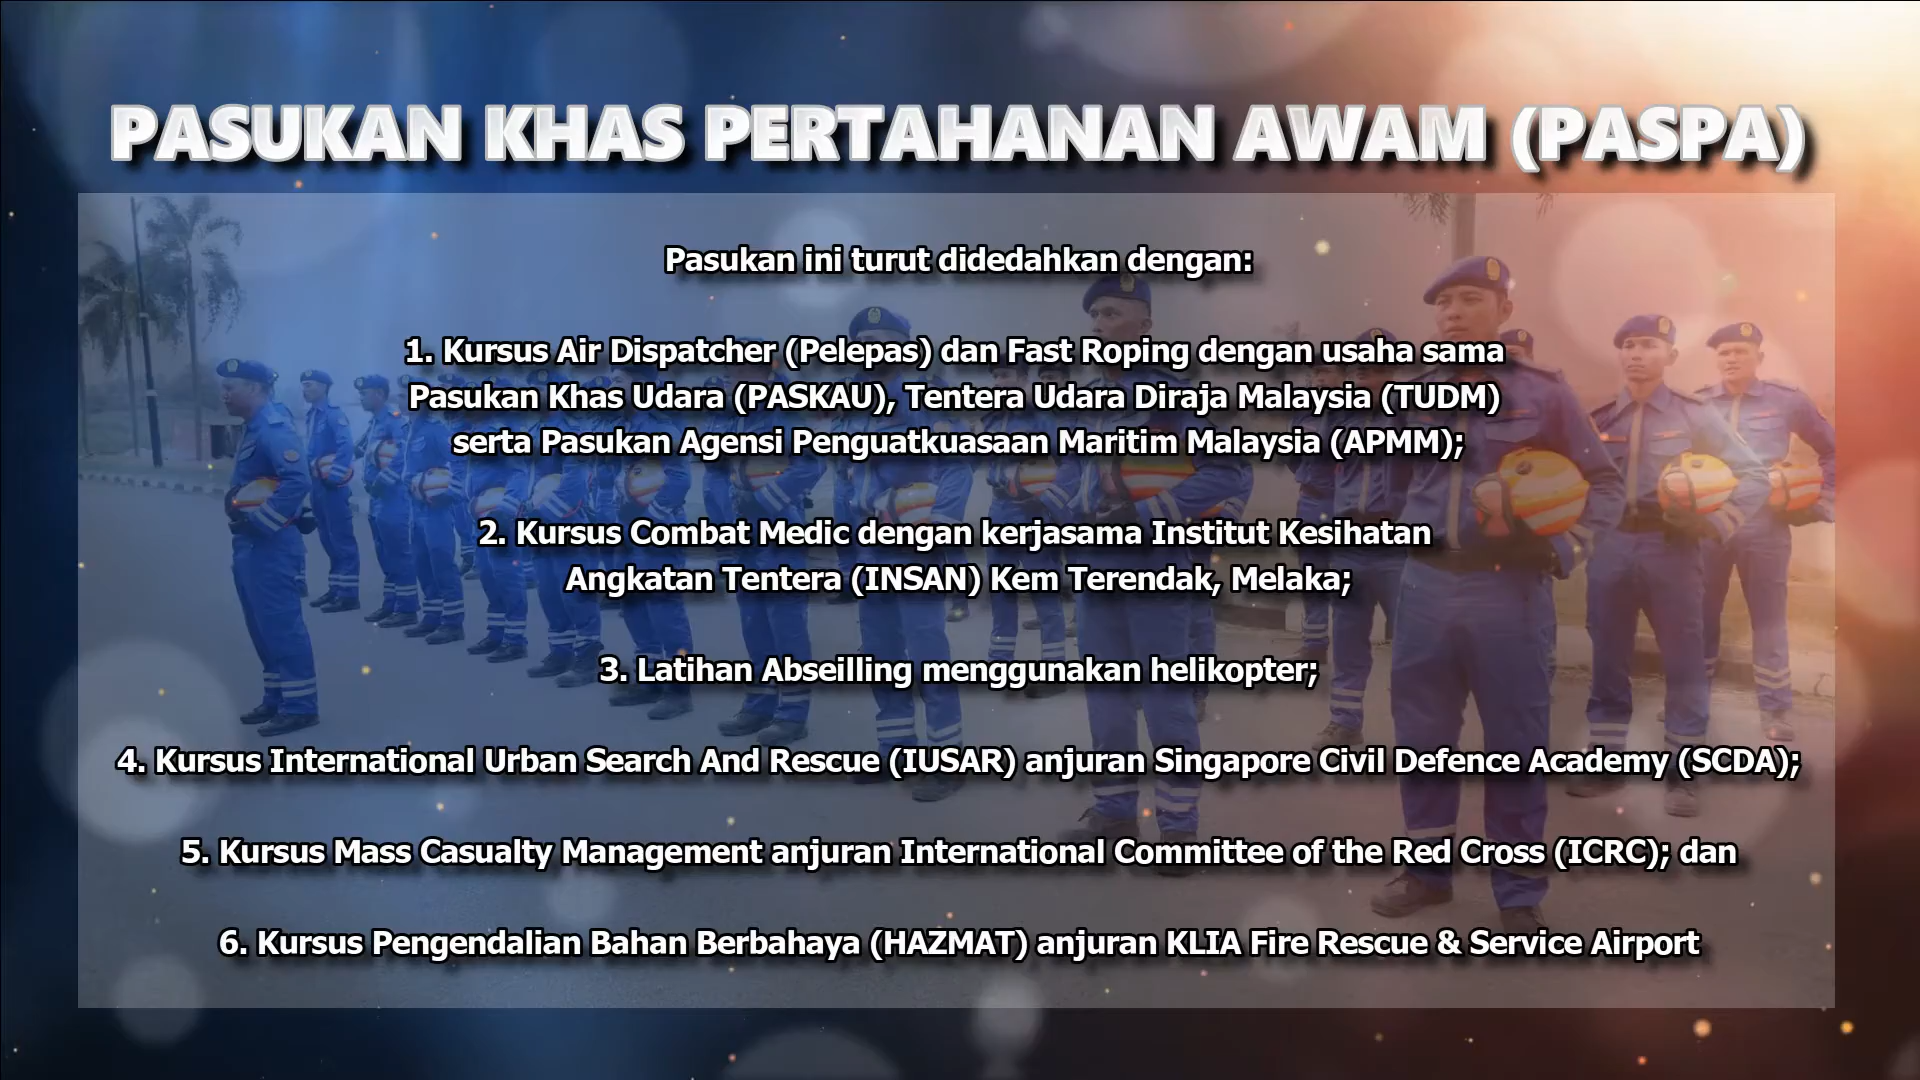 PASUKAN KHAS PERTAHANAN AWAM (PASPA)
Pasukan ini turut didedahkan dengan:
1. Kursus Air Dispatcher (Pelepas) dan Fast Roping dengan usaha sama
Pasukan Khas Udara (PASKAU), Tentera Udara Diraja Malaysia (TUDM)
serta Pasukan Agensi Penguatkuasaan Maritim Malaysia (APMM);
2. Kursus Combat Medic dengan kerjasama Institut Kesihatan
Angkatan Tentera (INSAN) Kem Terendak, Melaka;
3. Latihan Abseilling menggunakan helikopter;
4. Kursus International Urban Search And Rescue (IUSAR) anjuran Singapore Civil Defence Academy (SCDA);
5. Kursus Mass Casualty Management anjuran International Committee of the Red Cross (ICRC); dan
6. Kursus Pengendalian Bahan Berbahaya (HAZMAT) anjuran KLIA Fire Rescue & Service Airport